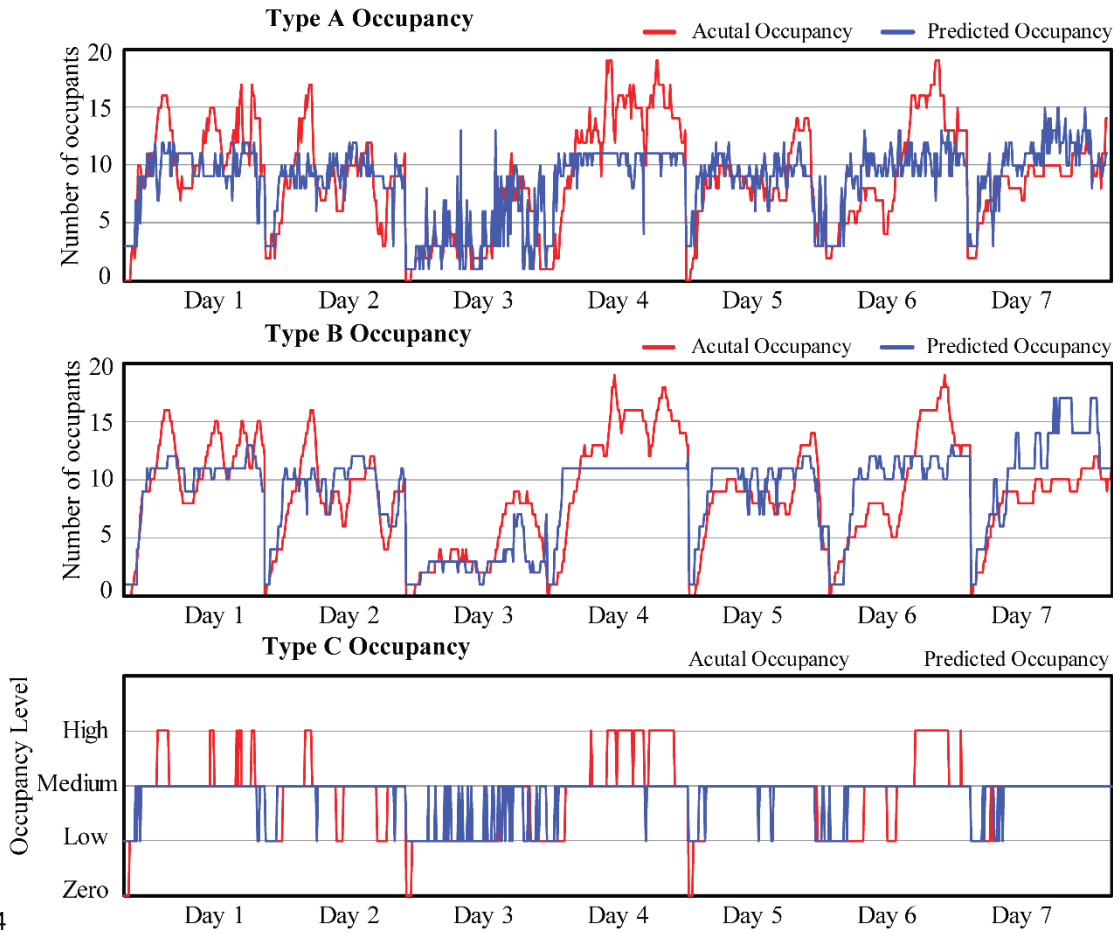 Type A Occupancy
Acutal Occupancy Predicted Occupancy
Number of occupants
20
15
10
5
0
Day 1 Day 2 Day 3 Day 4 Day 5 Day 6 Day 7
Type B Occupancy
Acutal Occupancy Predicted Occupancy
Number of occupants
20
15
10
5
0
Day 1 Day 2 Day 3 Day 4 Day 5 Day 6 Day 7
Type C Occupancy
Acutal Occupancy Predicted Occupancy
Occupancy Level
High
Medium
Low
Zero
Day 1 Day 2 Day 3 Day 4 Day 5 Day 6 Day 7
4